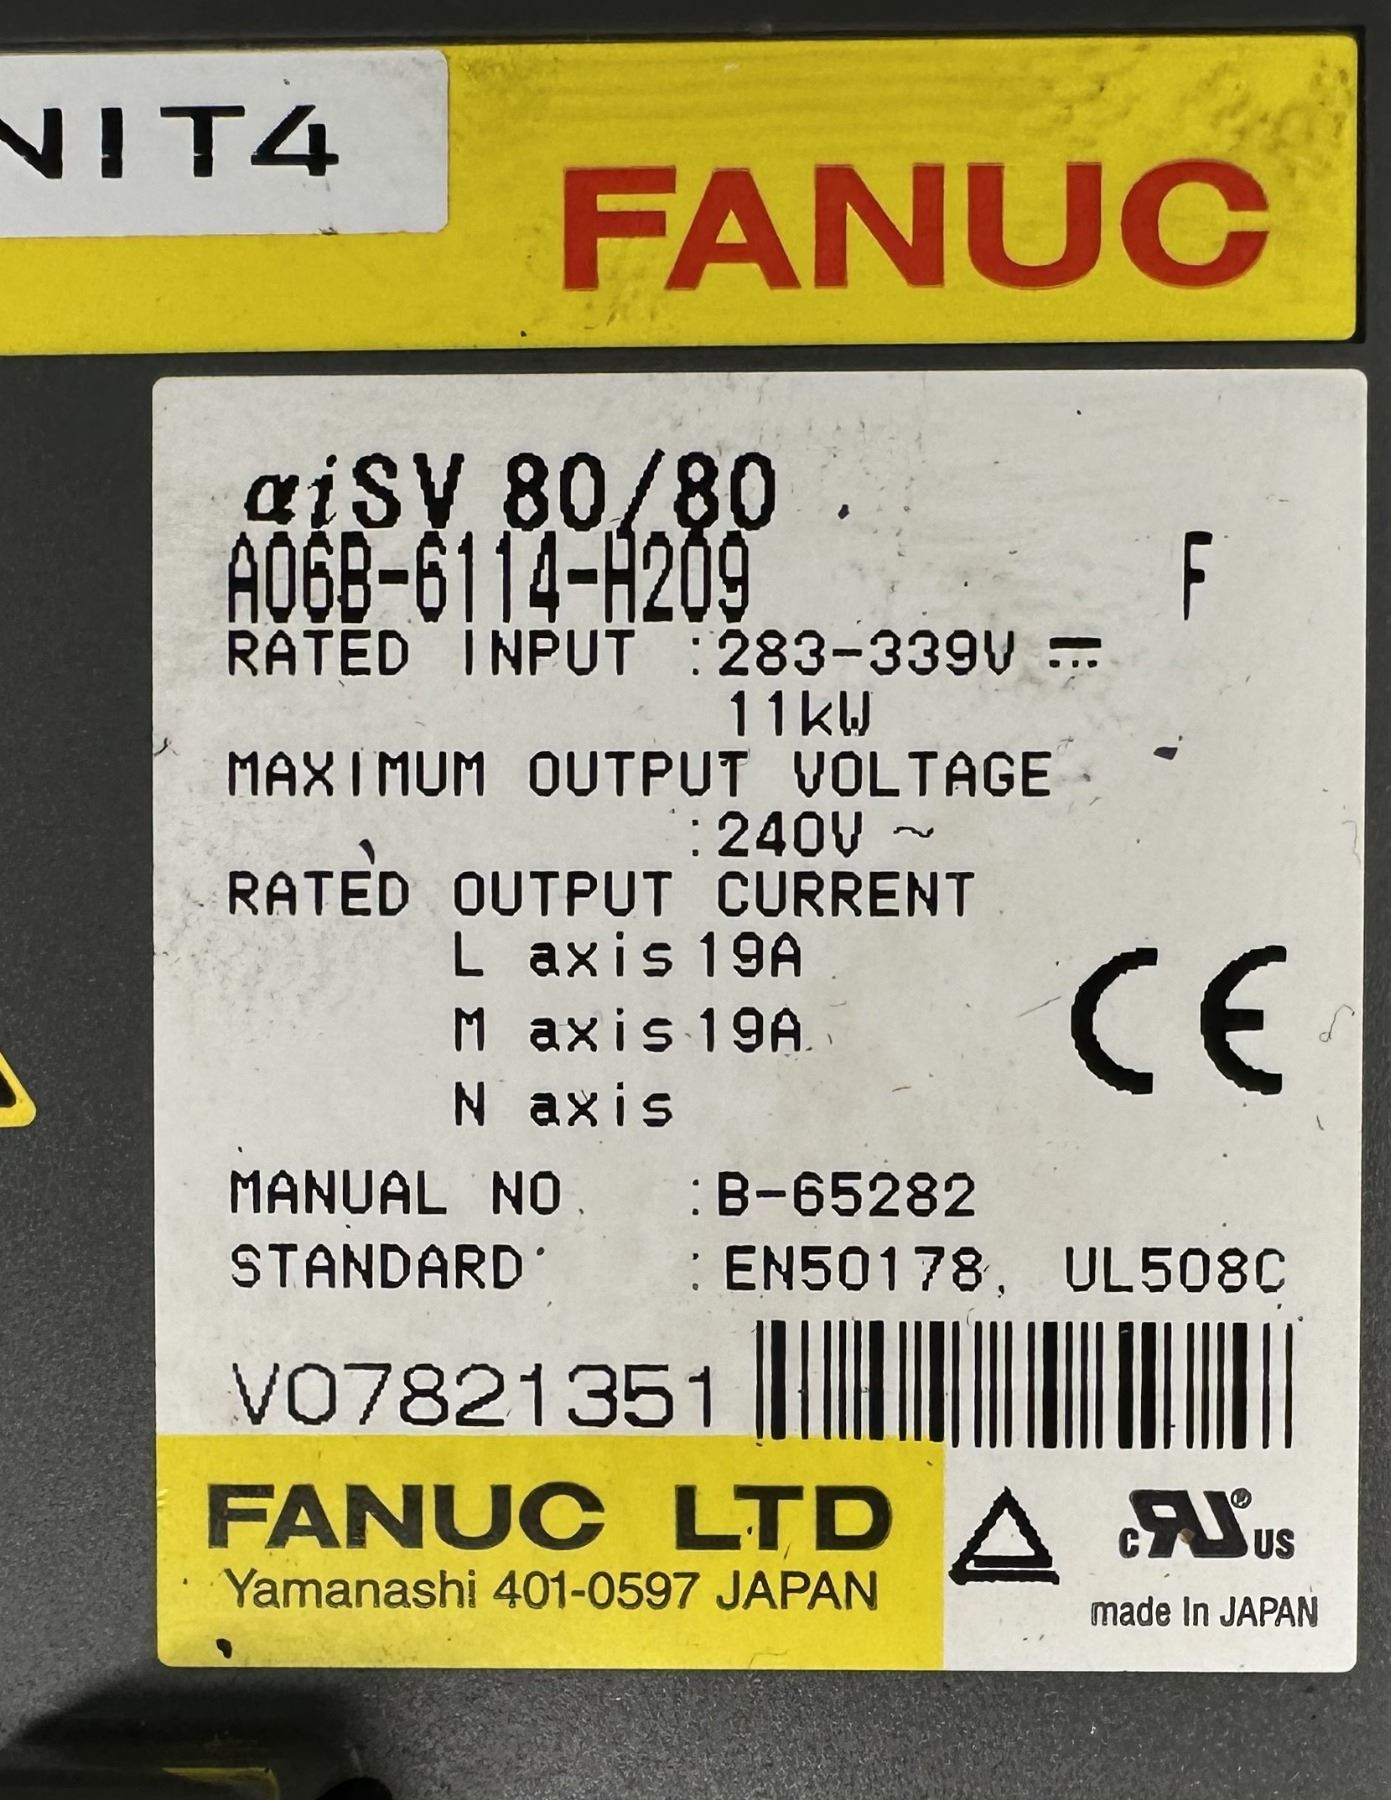 NIT4
FANUC
αiSV 80/80
A06B-6114-H209 F
RATED INPUT :283-339V ⎓
11kW
MAXIMUM OUTPUT VOLTAGE
:240V ~
RATED OUTPUT CURRENT
L axis 19A
M axis 19A
N axis
MANUAL NO. :B-65282
STANDARD :EN50178, UL508C
V07821351
FANUC LTD
Yamanashi 401-0597 JAPAN
CE
c RU ® US
made In JAPAN